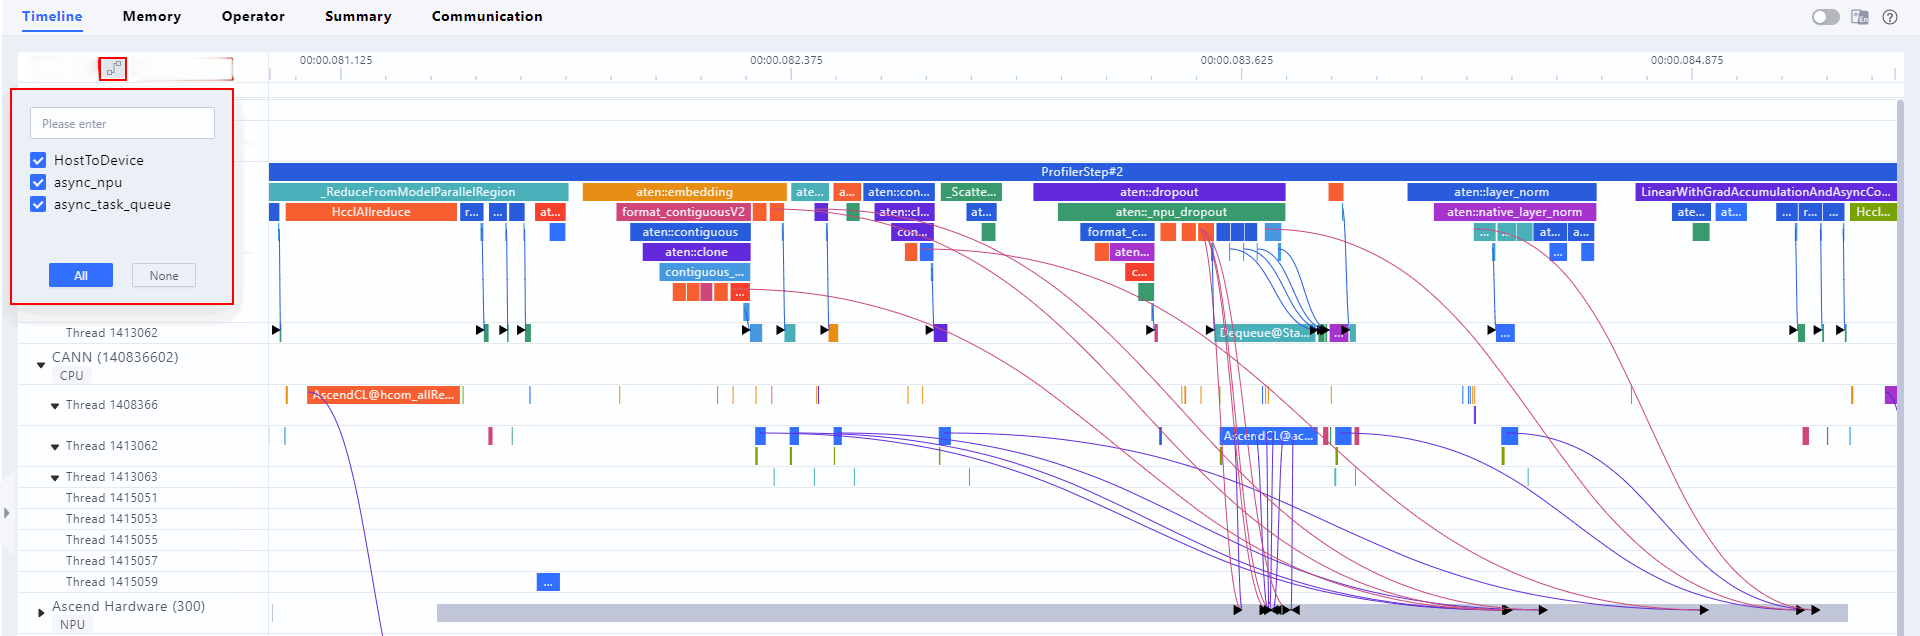 Timeline Memory Operator Summary Communication
00:00.081.125 00:00.082.375 00:00.083.625 00:00.084.875
Please enter
HostToDevice
async_npu
async_task_queue
All None
ProfilerStep#2
_ReduceFromModelParallelRegion aten::embedding ate... a... aten::con... _Scatte... aten::dropout aten::layer_norm LinearWithGradAccumulationAndAsyncCo...
HcclAllreduce r... ... at... format_contiguousV2 aten::cl... at... aten::_npu_dropout aten::native_layer_norm ate... at... ... r... ... Hccl...
aten::contiguous con... format_c... ... ... at... a...
aten::clone aten... ...
contiguous_... c...
...
Thread 1413062 Dequeue@Sta... ... ...
CANN (140836602)
CPU
Thread 1408366 AscendCL@hcom_allRe...
Thread 1413062 AscendCL@ac...
Thread 1413063
Thread 1415051
Thread 1415053
Thread 1415055
Thread 1415057
Thread 1415059 ...
Ascend Hardware (300)
NPU